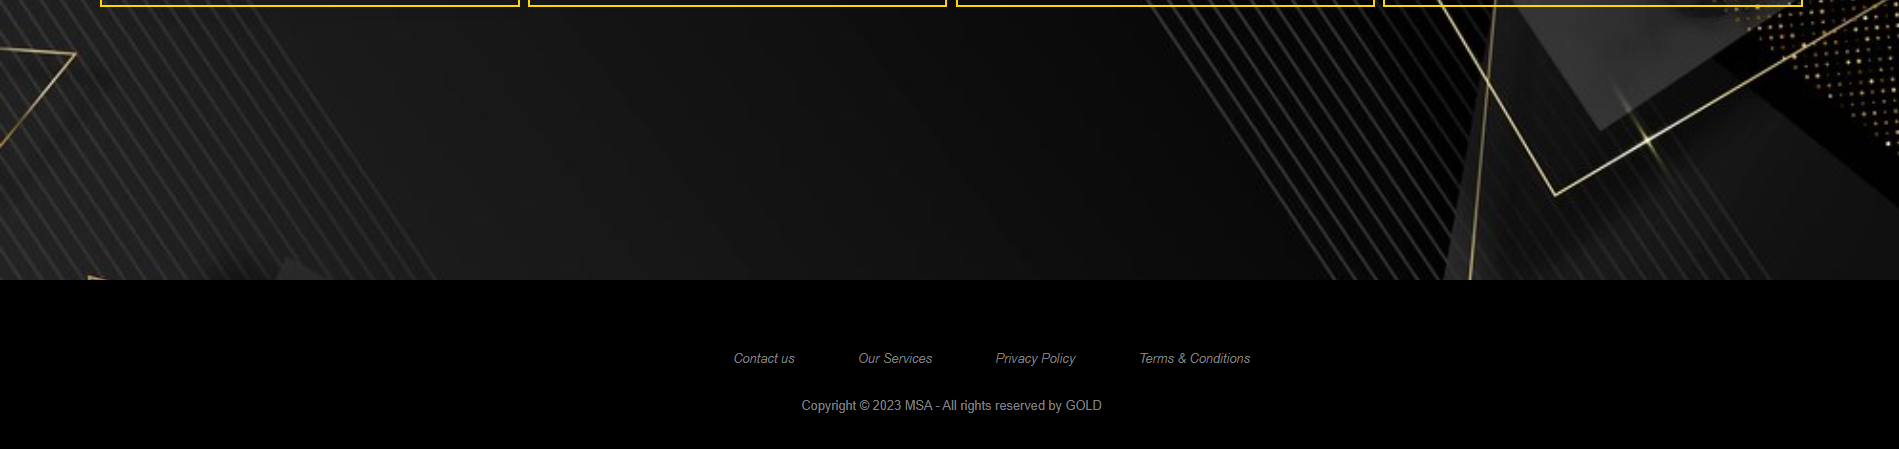 Contact us Our Services Privacy Policy Terms & Conditions
Copyright © 2023 MSA - All rights reserved by GOLD